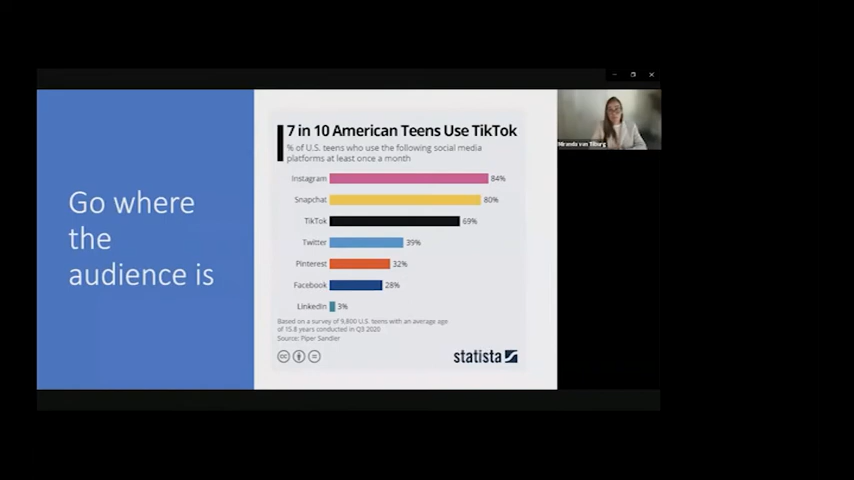 Go where
the
audience is
7 in 10 American Teens Use TikTok
% of U.S. teens who use the following social media
platforms at least once a month
Instagram 84%
Snapchat 80%
TikTok 69%
Twitter 39%
Pinterest 32%
Facebook 28%
LinkedIn 3%
Based on a survey of 9,800 U.S. teens with an average age
of 15.8 years conducted in Q3 2020
Source: Piper Sandler
statista
Miranda van Tilburg